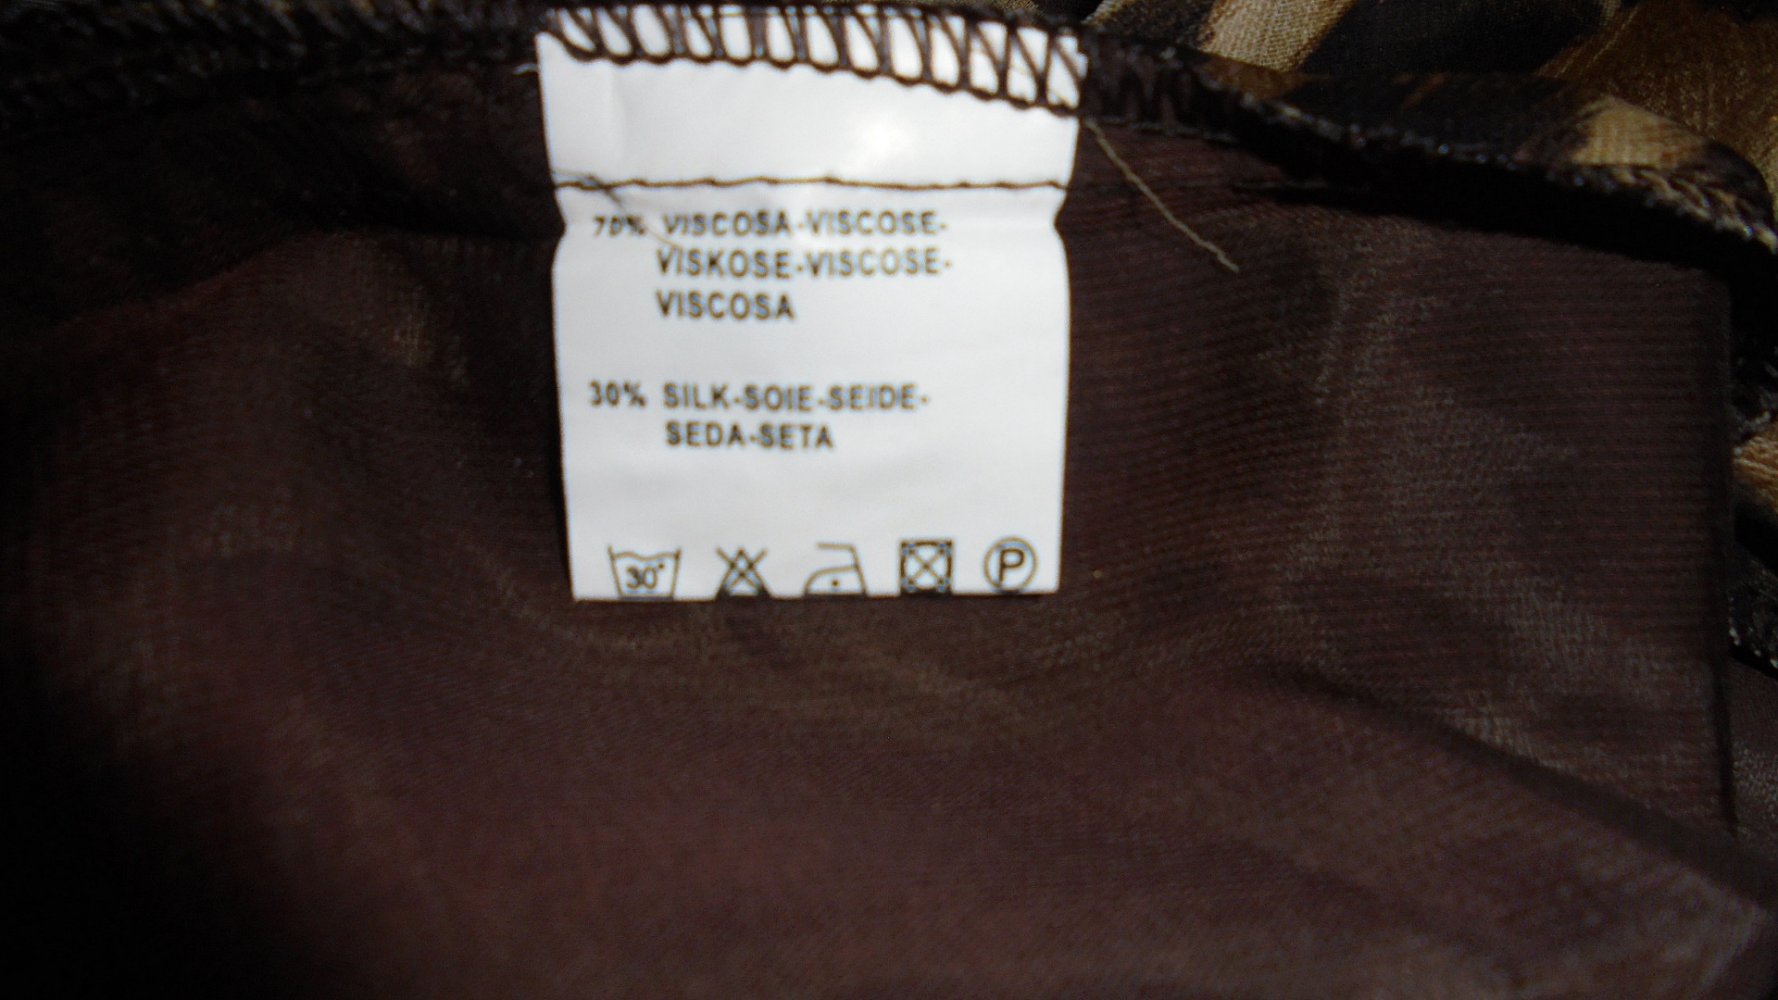 70% VISCOSA-VISCOSE-
VISKOSE-VISCOSE-
VISCOSA
30% SILK-SOIE-SEIDE-
SEDA-SETA
30° P